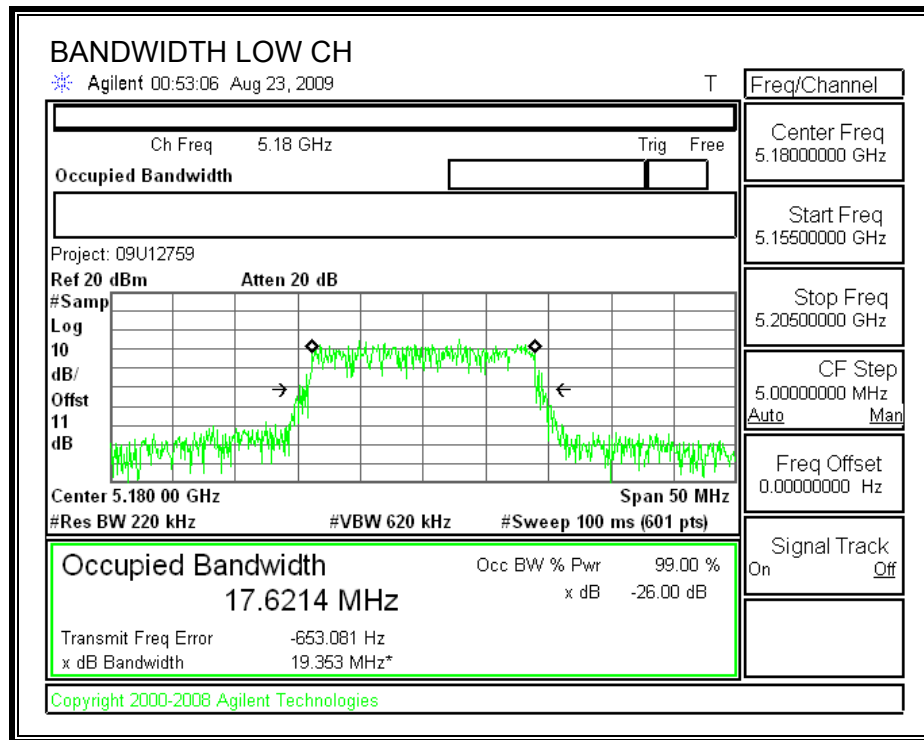 BANDWIDTH LOW CH
Agilent 00:53:06 Aug 23, 2009 T
Freq/Channel
Ch Freq 5.18 GHz Trig Free
Occupied Bandwidth
Center Freq
5.18000000 GHz
Start Freq
5.15500000 GHz
Project: 09U12759
Ref 20 dBm Atten 20 dB
#Samp
Log
10
dB/
Offst
11
dB
Stop Freq
5.20500000 GHz
CF Step
5.00000000 MHz
Auto Man
Center 5.180 00 GHz Span 50 MHz
#Res BW 220 kHz #VBW 620 kHz #Sweep 100 ms (601 pts)
Freq Offset
0.00000000 Hz
Occupied Bandwidth
17.6214 MHz
Occ BW % Pwr 99.00 %
x dB -26.00 dB
Transmit Freq Error -653.081 Hz
x dB Bandwidth 19.353 MHz*
Signal Track
On Off
Copyright 2000-2008 Agilent Technologies